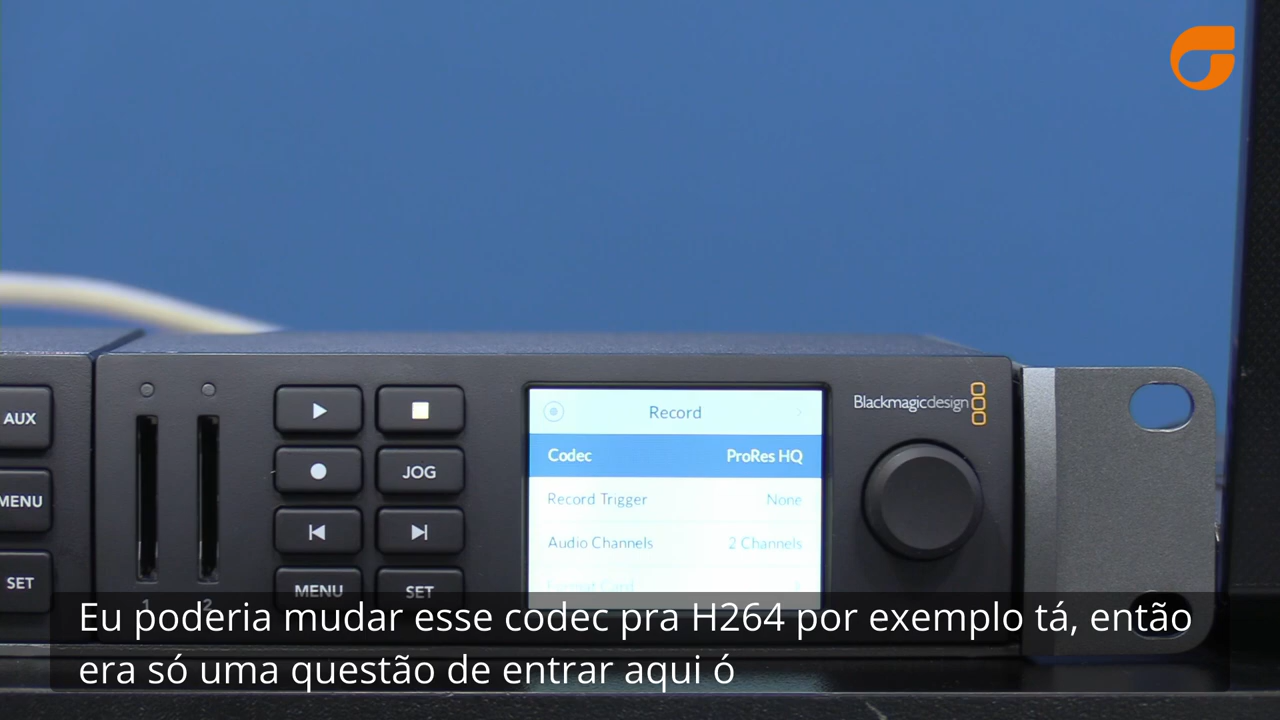 AUX
MENU
SET
1
2
JOG
MENU
SET
Record
Codec ProRes HQ
Record Trigger None
Audio Channels 2 Channels
Format Card
Blackmagicdesign
Eu poderia mudar esse codec pra H264 por exemplo tá, então
era só uma questão de entrar aqui ó